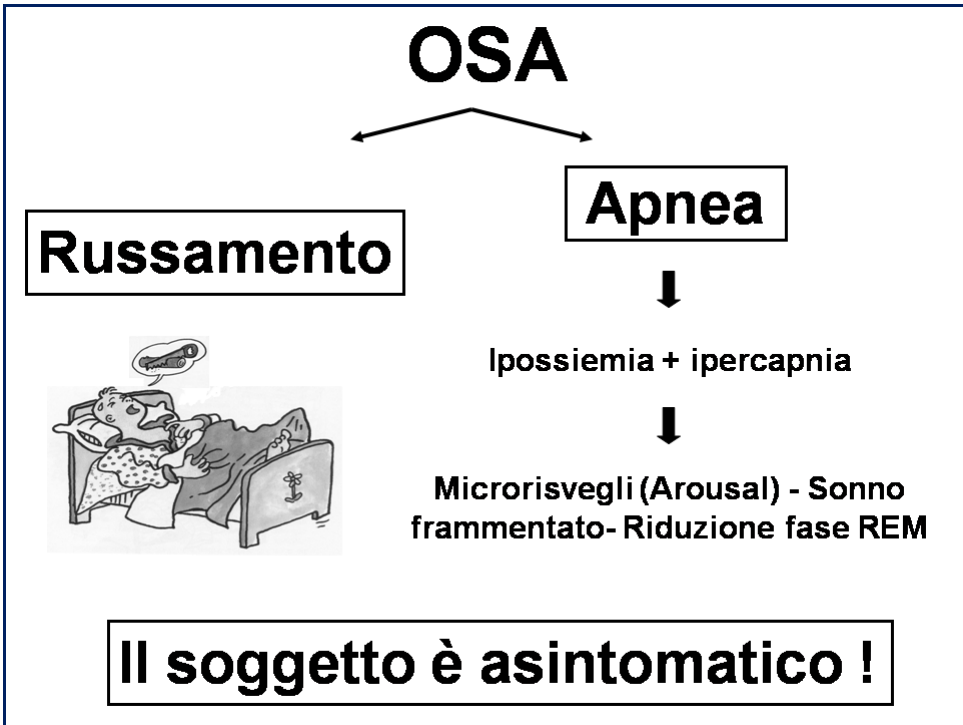 OSA
Russamento
Apnea
Ipossiemia + ipercapnia
Microrisvegli (Arousal) - Sonno
frammentato- Riduzione fase REM
Il soggetto è asintomatico !